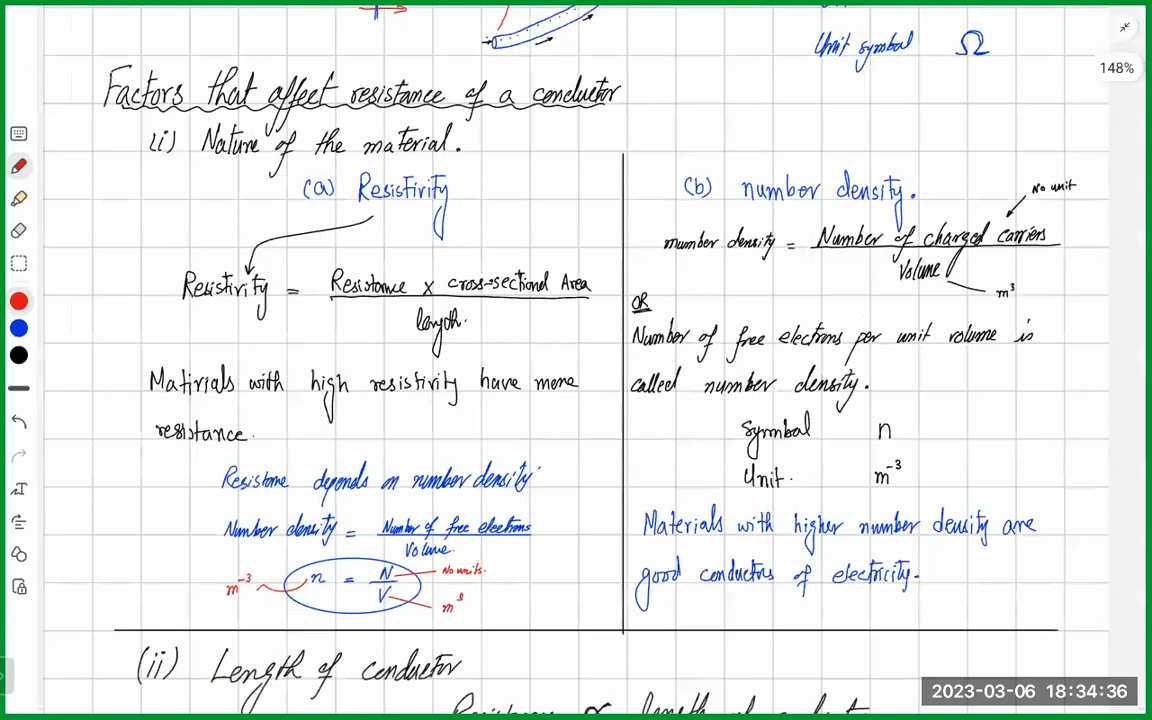 Unit symbol Ω
148%
Factors that affect resistance of a conductor
(i) Nature of the material.
(a) Resistivity
Resistivity = Resistance x cross-sectional Area
length.
Matirials with high resistivity have more
resistance.
Resistance depends on number density.
Number density = Number of free electrons
Volume.
m⁻³ n = N No units.
V m³
(b) number density.
No unit
number density = Number of charged carriers
Volume
m³
OR
Number of free electrons per unit volume is
called number density.
Symbol n
Unit. m⁻³
Materials with higher number density are
good conductors of electricity.
(ii) Length of conductor
2023-03-06 18:34:36